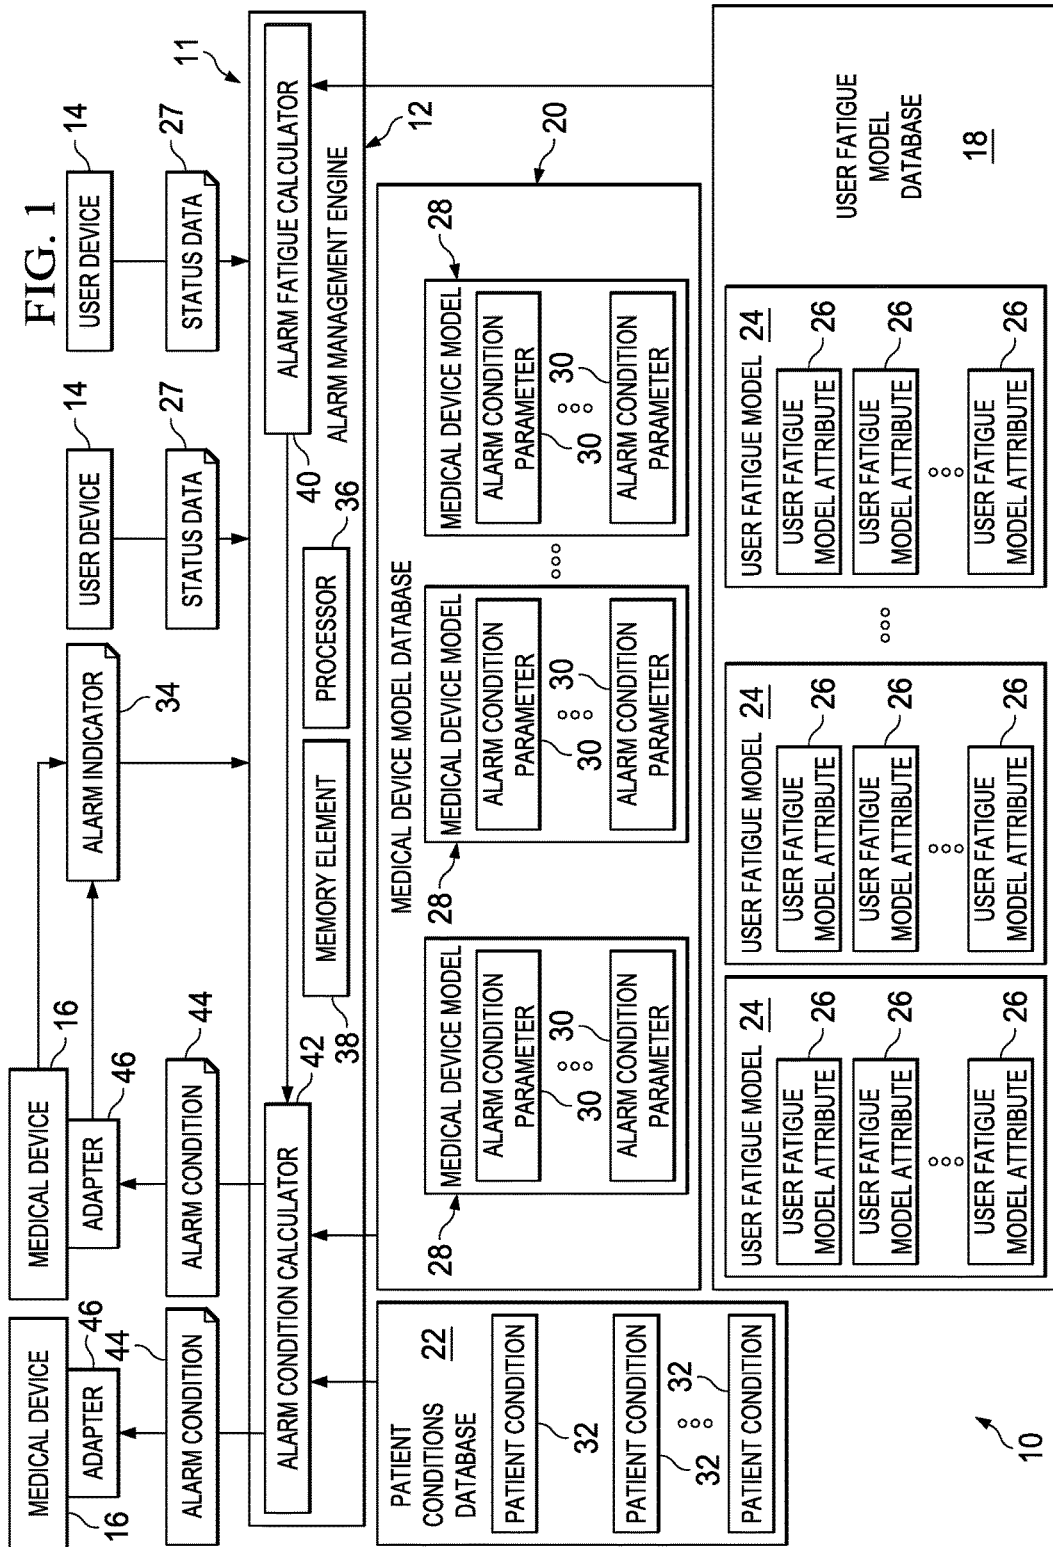 FIG. 1
MEDICAL DEVICE
16
ADAPTER
46
ALARM CONDITION
44
MEDICAL DEVICE
16
ADAPTER
46
ALARM CONDITION
44
ALARM INDICATOR
34
USER DEVICE
14
STATUS DATA
27
USER DEVICE
14
STATUS DATA
27
11
ALARM CONDITION CALCULATOR
42
MEMORY ELEMENT
38
PROCESSOR
36
ALARM FATIGUE CALCULATOR
40
ALARM MANAGEMENT ENGINE
12
PATIENT
CONDITIONS
DATABASE
22
PATIENT CONDITION
32
PATIENT CONDITION
32
32
PATIENT CONDITION
MEDICAL DEVICE MODEL DATABASE
20
28
MEDICAL DEVICE MODEL
ALARM CONDITION
PARAMETER
30
30
ALARM CONDITION
PARAMETER
28
MEDICAL DEVICE MODEL
ALARM CONDITION
PARAMETER
30
30
ALARM CONDITION
PARAMETER
28
MEDICAL DEVICE MODEL
ALARM CONDITION
PARAMETER
30
30
ALARM CONDITION
PARAMETER
USER FATIGUE MODEL 24
USER FATIGUE
MODEL ATTRIBUTE
26
USER FATIGUE
MODEL ATTRIBUTE
26
USER FATIGUE
MODEL ATTRIBUTE
26
USER FATIGUE MODEL 24
USER FATIGUE
MODEL ATTRIBUTE
26
USER FATIGUE
MODEL ATTRIBUTE
26
USER FATIGUE
MODEL ATTRIBUTE
26
USER FATIGUE MODEL 24
USER FATIGUE
MODEL ATTRIBUTE
26
USER FATIGUE
MODEL ATTRIBUTE
26
USER FATIGUE
MODEL ATTRIBUTE
26
USER FATIGUE
MODEL
DATABASE
18
10